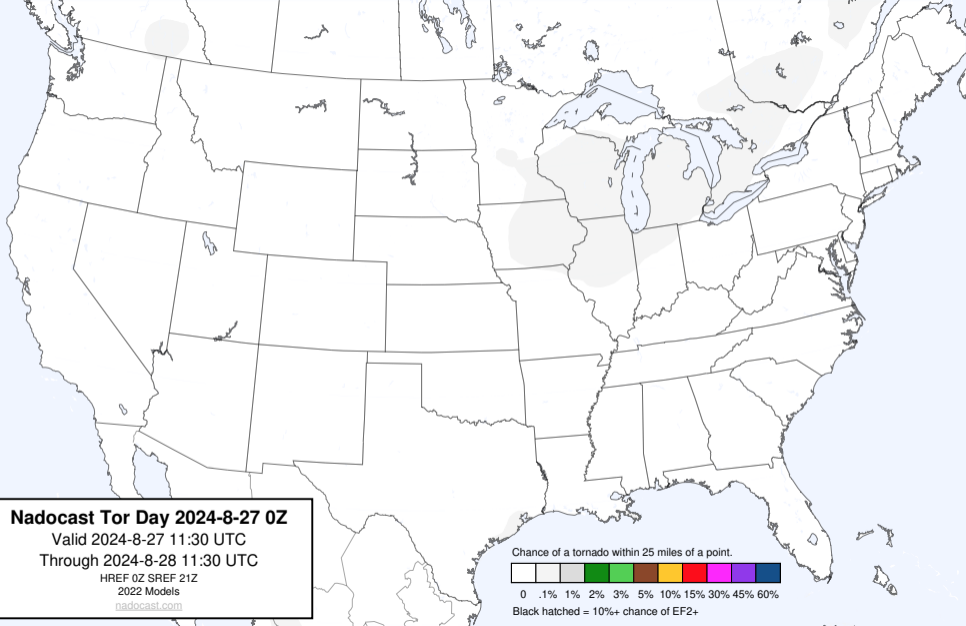 Nadocast Tor Day 2024-8-27 0Z
Valid 2024-8-27 11:30 UTC
Through 2024-8-28 11:30 UTC
HREF 0Z SREF 21Z
2022 Models
nadocast.com
Chance of a tornado within 25 miles of a point.
0 .1% 1% 2% 3% 5% 10% 15% 30% 45% 60%
Black hatched = 10%+ chance of EF2+